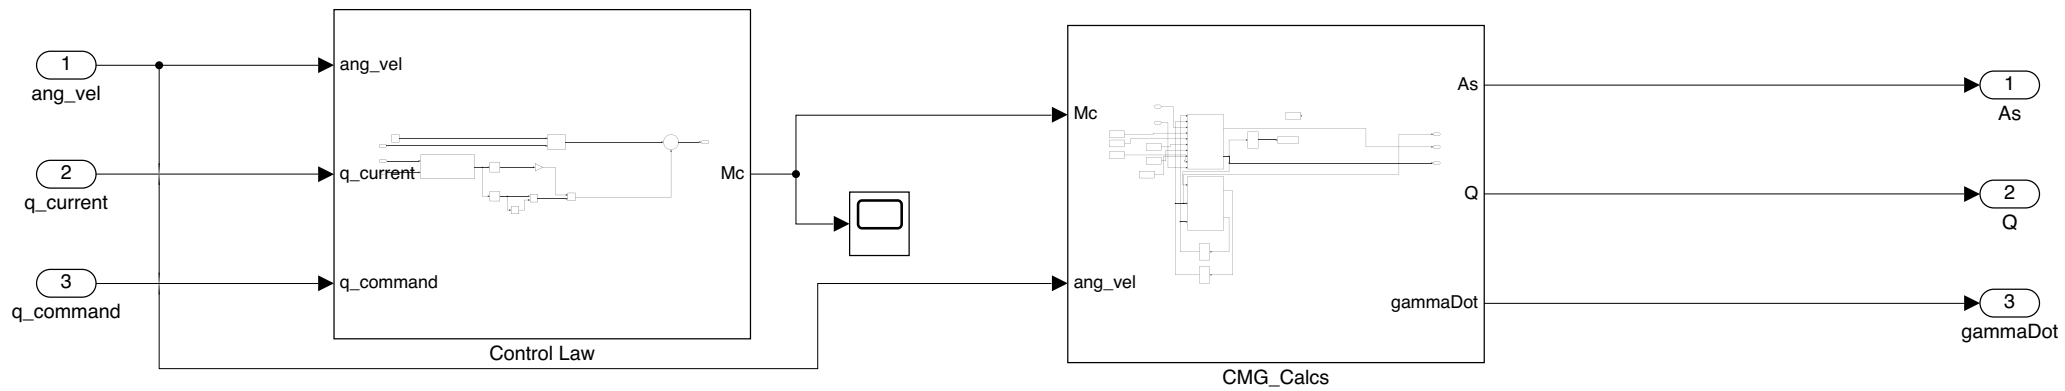 1
ang_vel
2
q_current
3
q_command
ang_vel
q_current
q_command
Mc
Control Law
Mc
ang_vel
As
Q
gammaDot
CMG_Calcs
1
As
2
Q
3
gammaDot